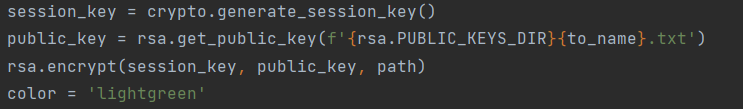 session_key = crypto.generate_session_key()
public_key = rsa.get_public_key(f'{rsa.PUBLIC_KEYS_DIR}{to_name}.txt')
rsa.encrypt(session_key, public_key, path)
color = 'lightgreen'